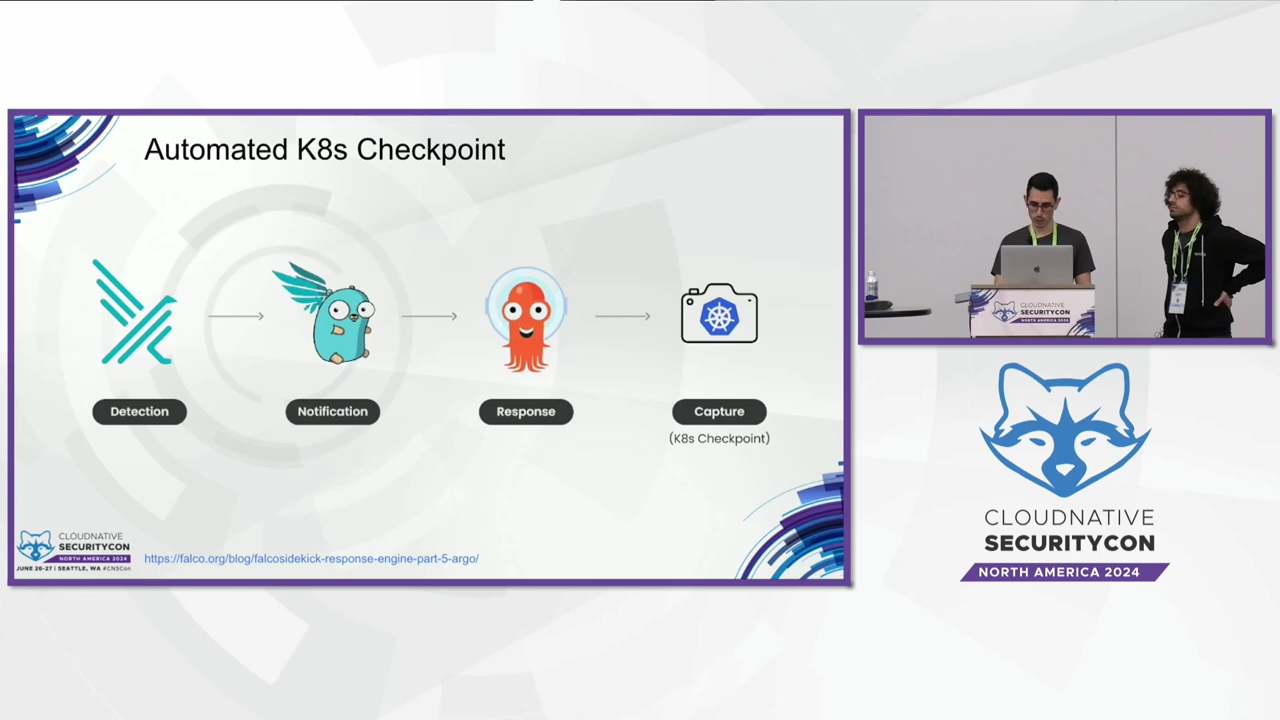 Automated K8s Checkpoint
Detection
Notification
Response
Capture
(K8s Checkpoint)
CLOUDNATIVE
SECURITYCON
NORTH AMERICA 2024
JUNE 26-27 | SEATTLE, WA #CNSCon
https://falco.org/blog/falcosidekick-response-engine-part-5-argo/
CLOUDNATIVE
SECURITYCON
NORTH AMERICA 2024
CLOUDNATIVE
SECURITYCON
NORTH AMERICA 2024